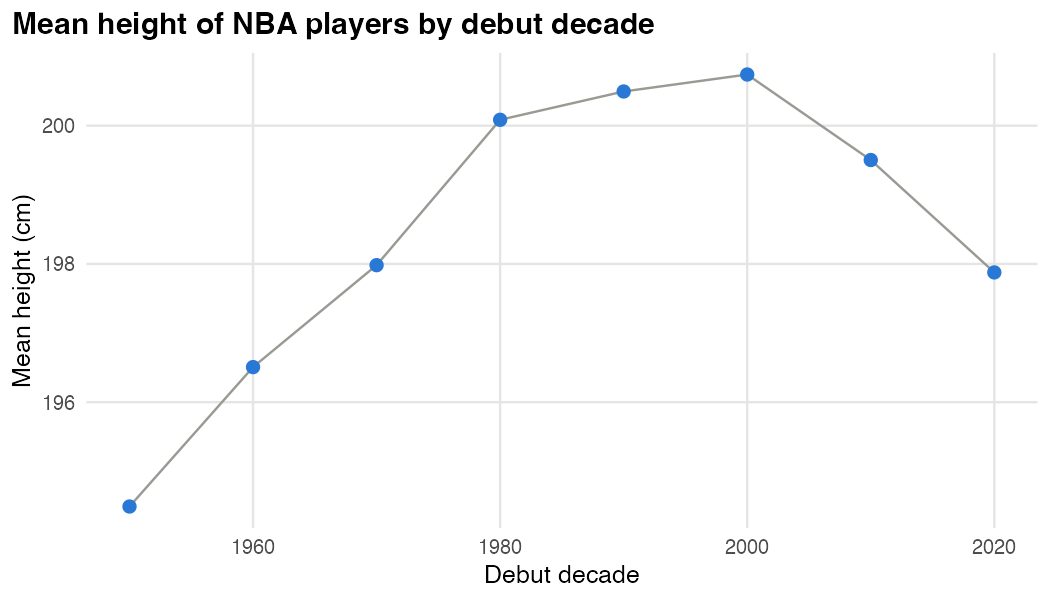 Mean height of NBA players by debut decade
Mean height (cm)
200
198
196
1960
1980
2000
2020
Debut decade